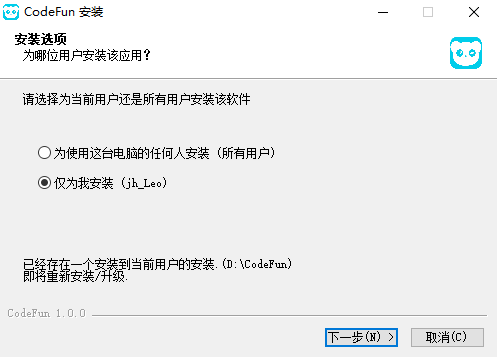 CodeFun 安装
安装选项
为哪位用户安装该应用？
请选择为当前用户还是所有用户安装该软件
为使用这台电脑的任何人安装（所有用户）
仅为我安装（jh_Leo）
已经存在一个安装到当前用户的安装.(D:\CodeFun)
即将重新安装/升级.
CodeFun 1.0.0
下一步(N) >
取消(C)